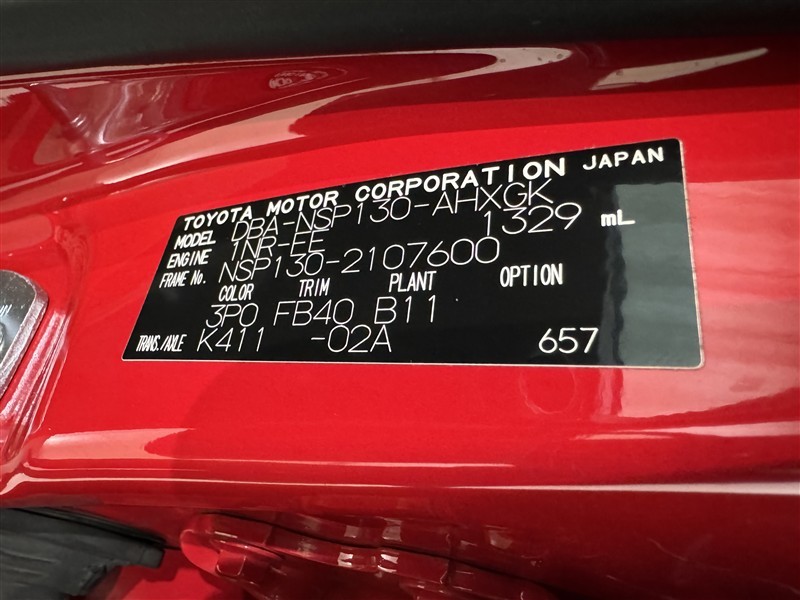 TOYOTA MOTOR CORPORATION JAPAN
MODEL DBA-NSP130-AHXGK
ENGINE 1NR-FE 1329 mL
FRAME No. NSP130-2107600
COLOR TRIM PLANT OPTION
3P0 FB40 B11
TRANS./AXLE K411 -02A 657